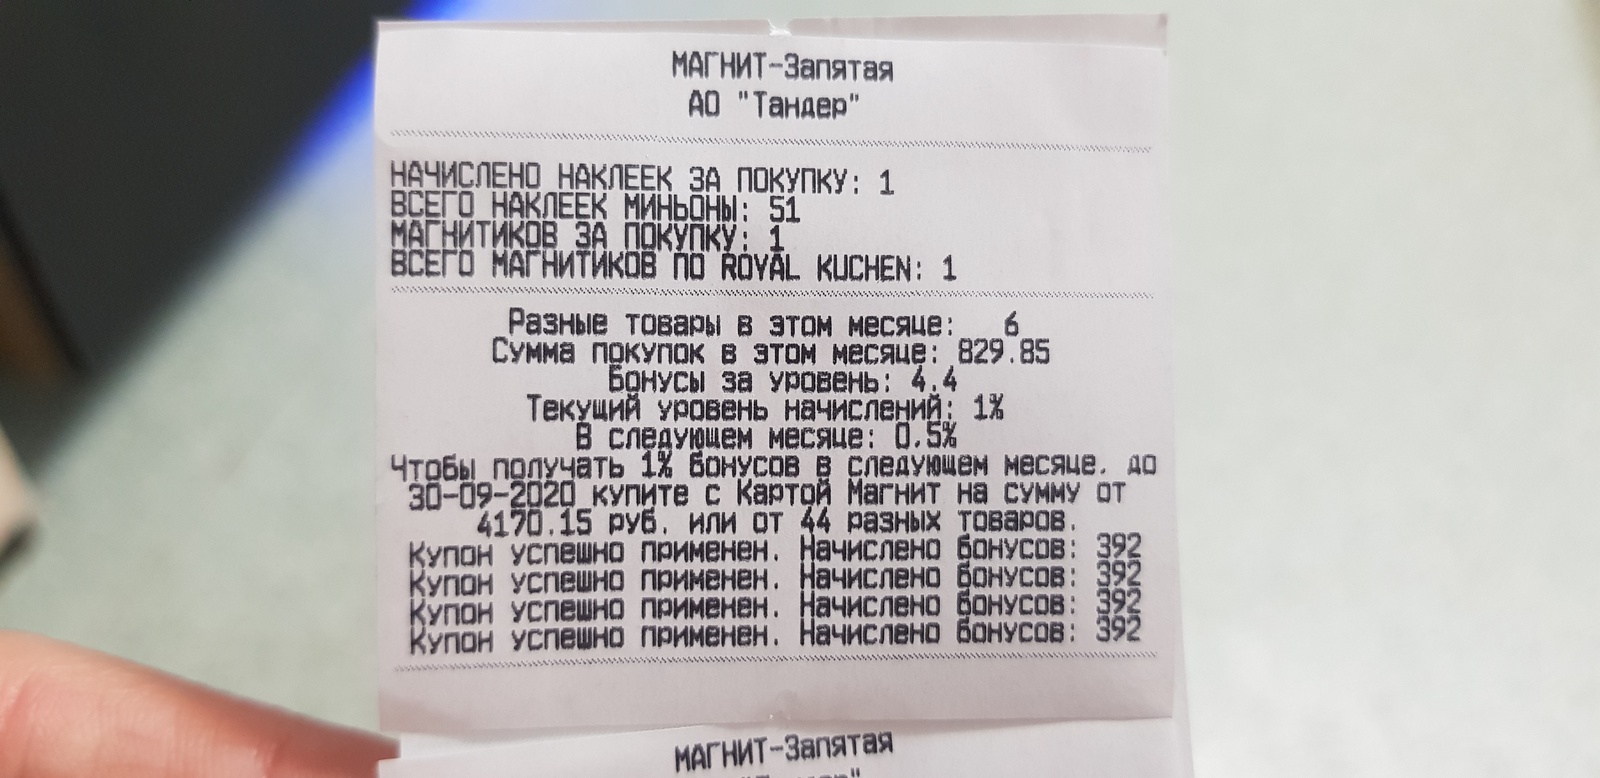 МАГНИТ-Запятая
АО "Тандер"
НАЧИСЛЕНО НАКЛЕЕК ЗА ПОКУПКУ: 1
ВСЕГО НАКЛЕЕК МИНЬОНЫ: 51
МАГНИТИКОВ ЗА ПОКУПКУ: 1
ВСЕГО МАГНИТИКОВ ПО ROYAL KUCHEN: 1
Разные товары в этом месяце: 6
Сумма покупок в этом месяце: 829.85
Бонусы за уровень: 4.4
Текущий уровень начислений: 1%
В следующем месяце: 0.5%
Чтобы получать 1% бонусов в следующем месяце, до
30-09-2020 купите с Картой Магнит на сумму от
4170.15 руб. или от 44 разных товаров.
Купон успешно применен. Начислено бонусов: 392
Купон успешно применен. Начислено бонусов: 392
Купон успешно применен. Начислено бонусов: 392
Купон успешно применен. Начислено бонусов: 392
МАГНИТ-Запятая